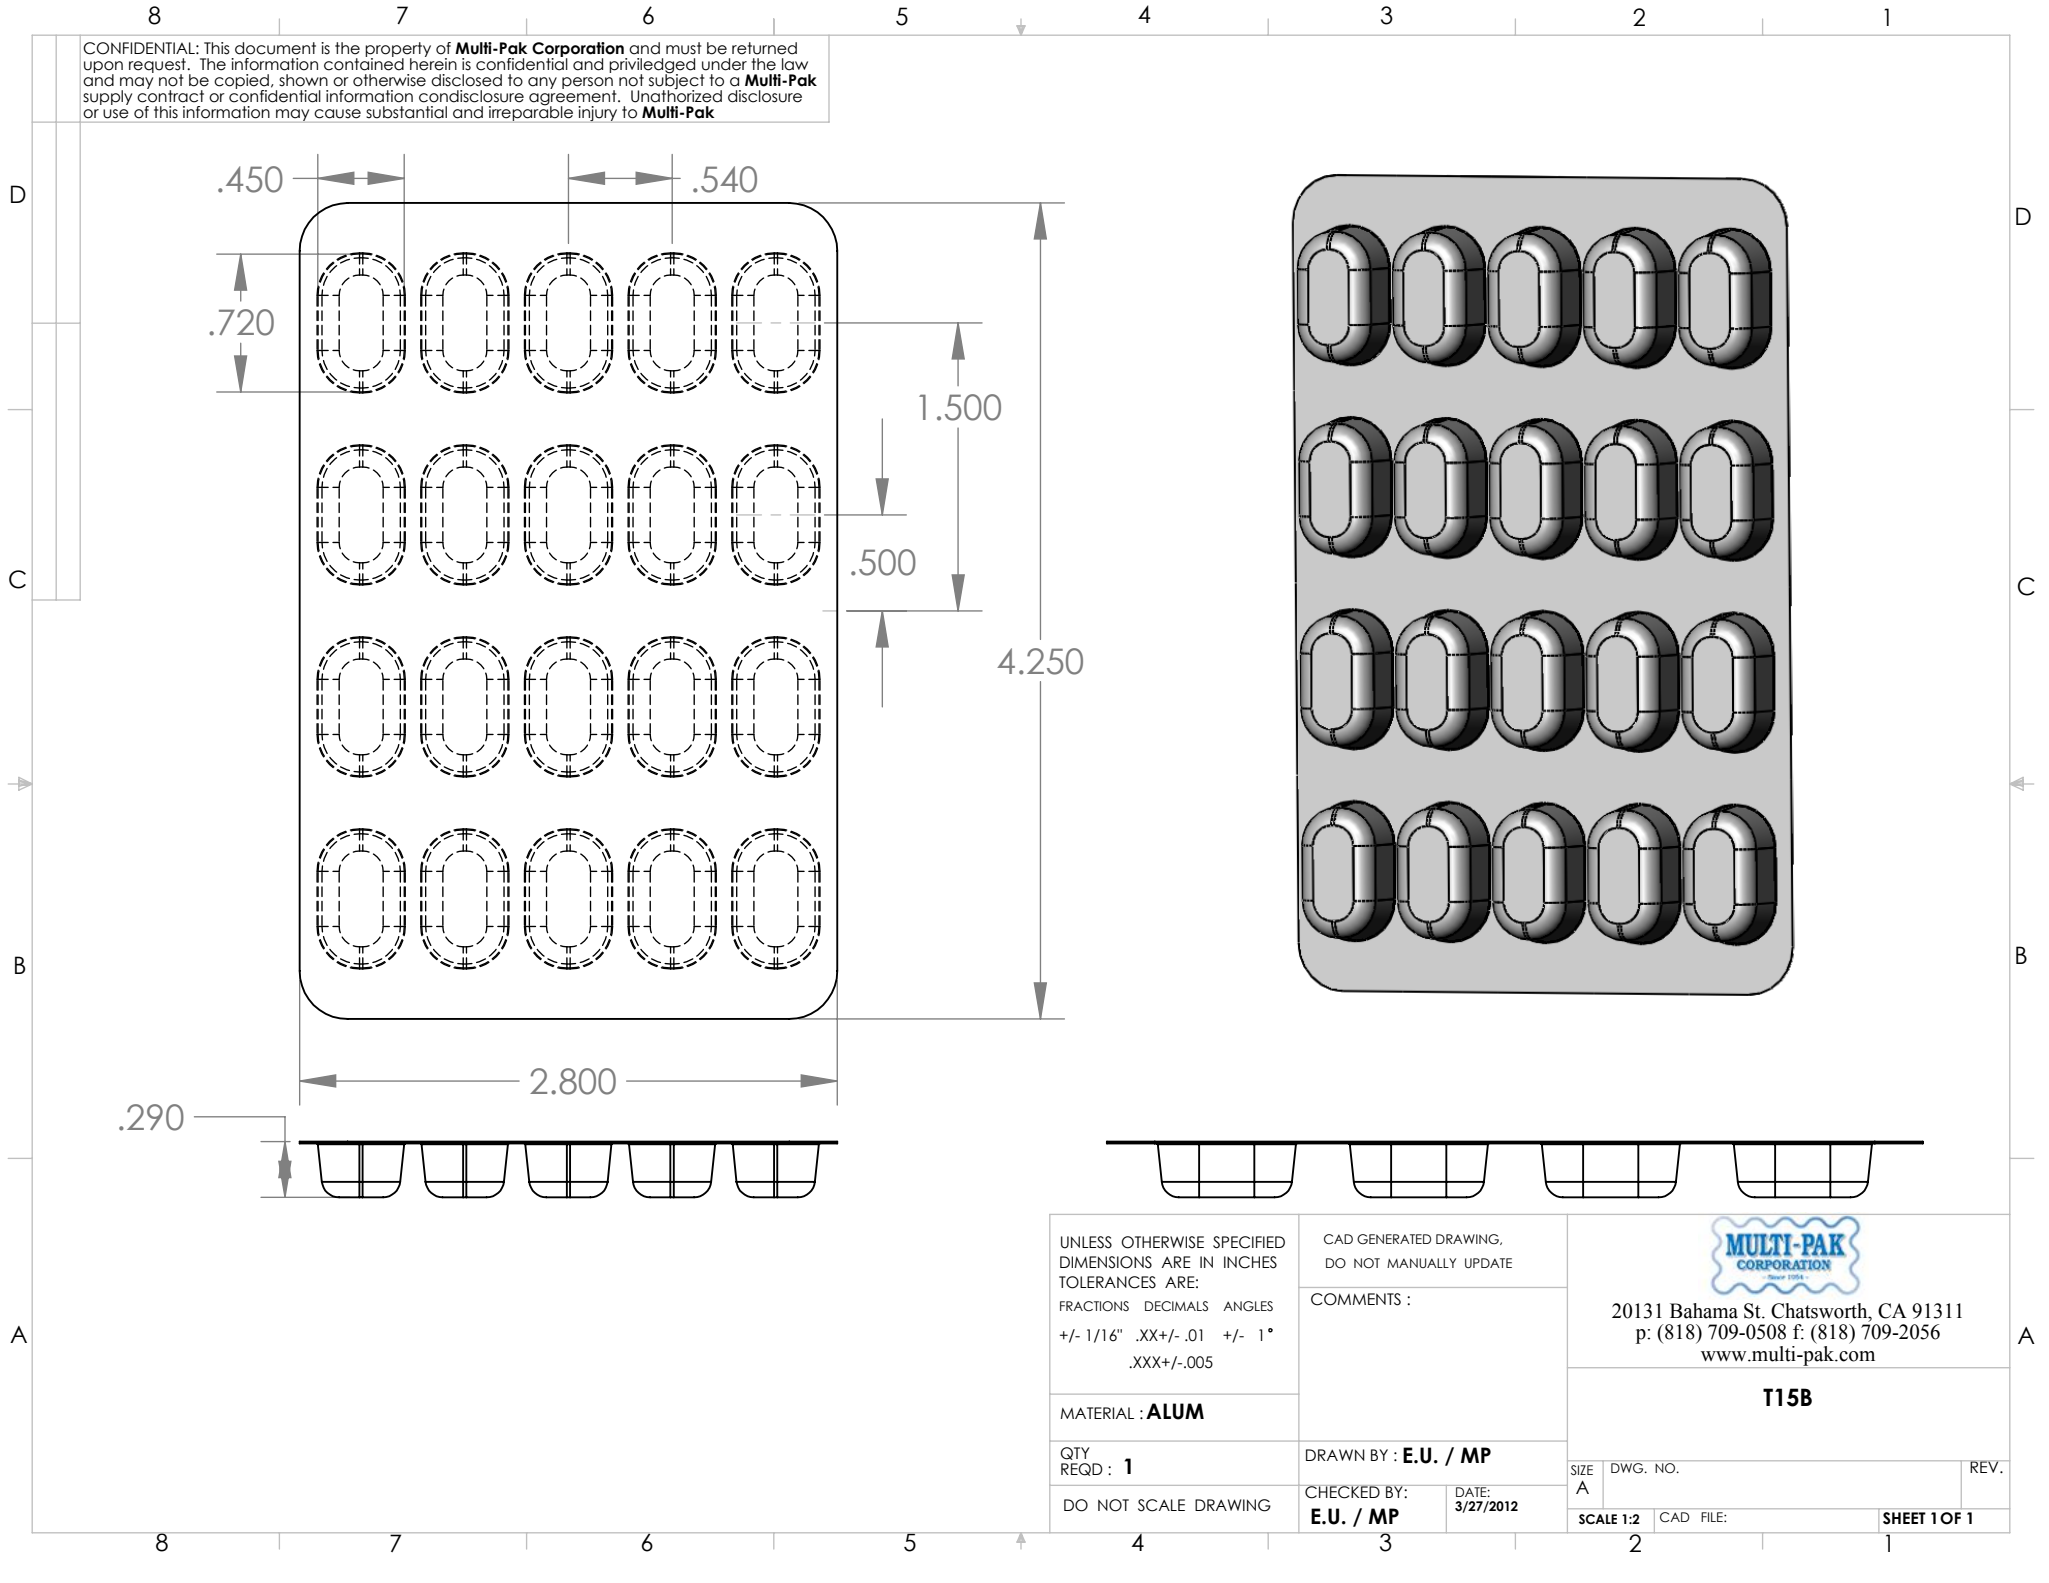 8 7 6 5 4 3 2 1
CONFIDENTIAL: This document is the property of Multi-Pak Corporation and must be returned
upon request. The information contained herein is confidential and priviledged under the law
and may not be copied, shown or otherwise disclosed to any person not subject to a Multi-Pak
supply contract or confidential information condisclosure agreement. Unathorized disclosure
or use of this information may cause substantial and irreparable injury to Multi-Pak
D
D
.450
.540
.720
1.500
.500
C
C
4.250
B
B
2.800
.290
A
A
UNLESS OTHERWISE SPECIFIED
DIMENSIONS ARE IN INCHES
TOLERANCES ARE:
FRACTIONS DECIMALS ANGLES
+/- 1/16" .XX+/- .01 +/- 1°
.XXX+/-.005
MATERIAL : ALUM
QTY
REQD : 1
DO NOT SCALE DRAWING
CAD GENERATED DRAWING,
DO NOT MANUALLY UPDATE
COMMENTS :
DRAWN BY : E.U. / MP
CHECKED BY:
E.U. / MP
DATE:
3/27/2012
MULTI-PAK
CORPORATION
- Since 1954 -
20131 Bahama St. Chatsworth, CA 91311
p: (818) 709-0508 f: (818) 709-2056
www.multi-pak.com
T15B
SIZE
A
DWG. NO.
REV.
SCALE 1:2
CAD FILE:
SHEET 1 OF 1
8 7 6 5 4 3 2 1